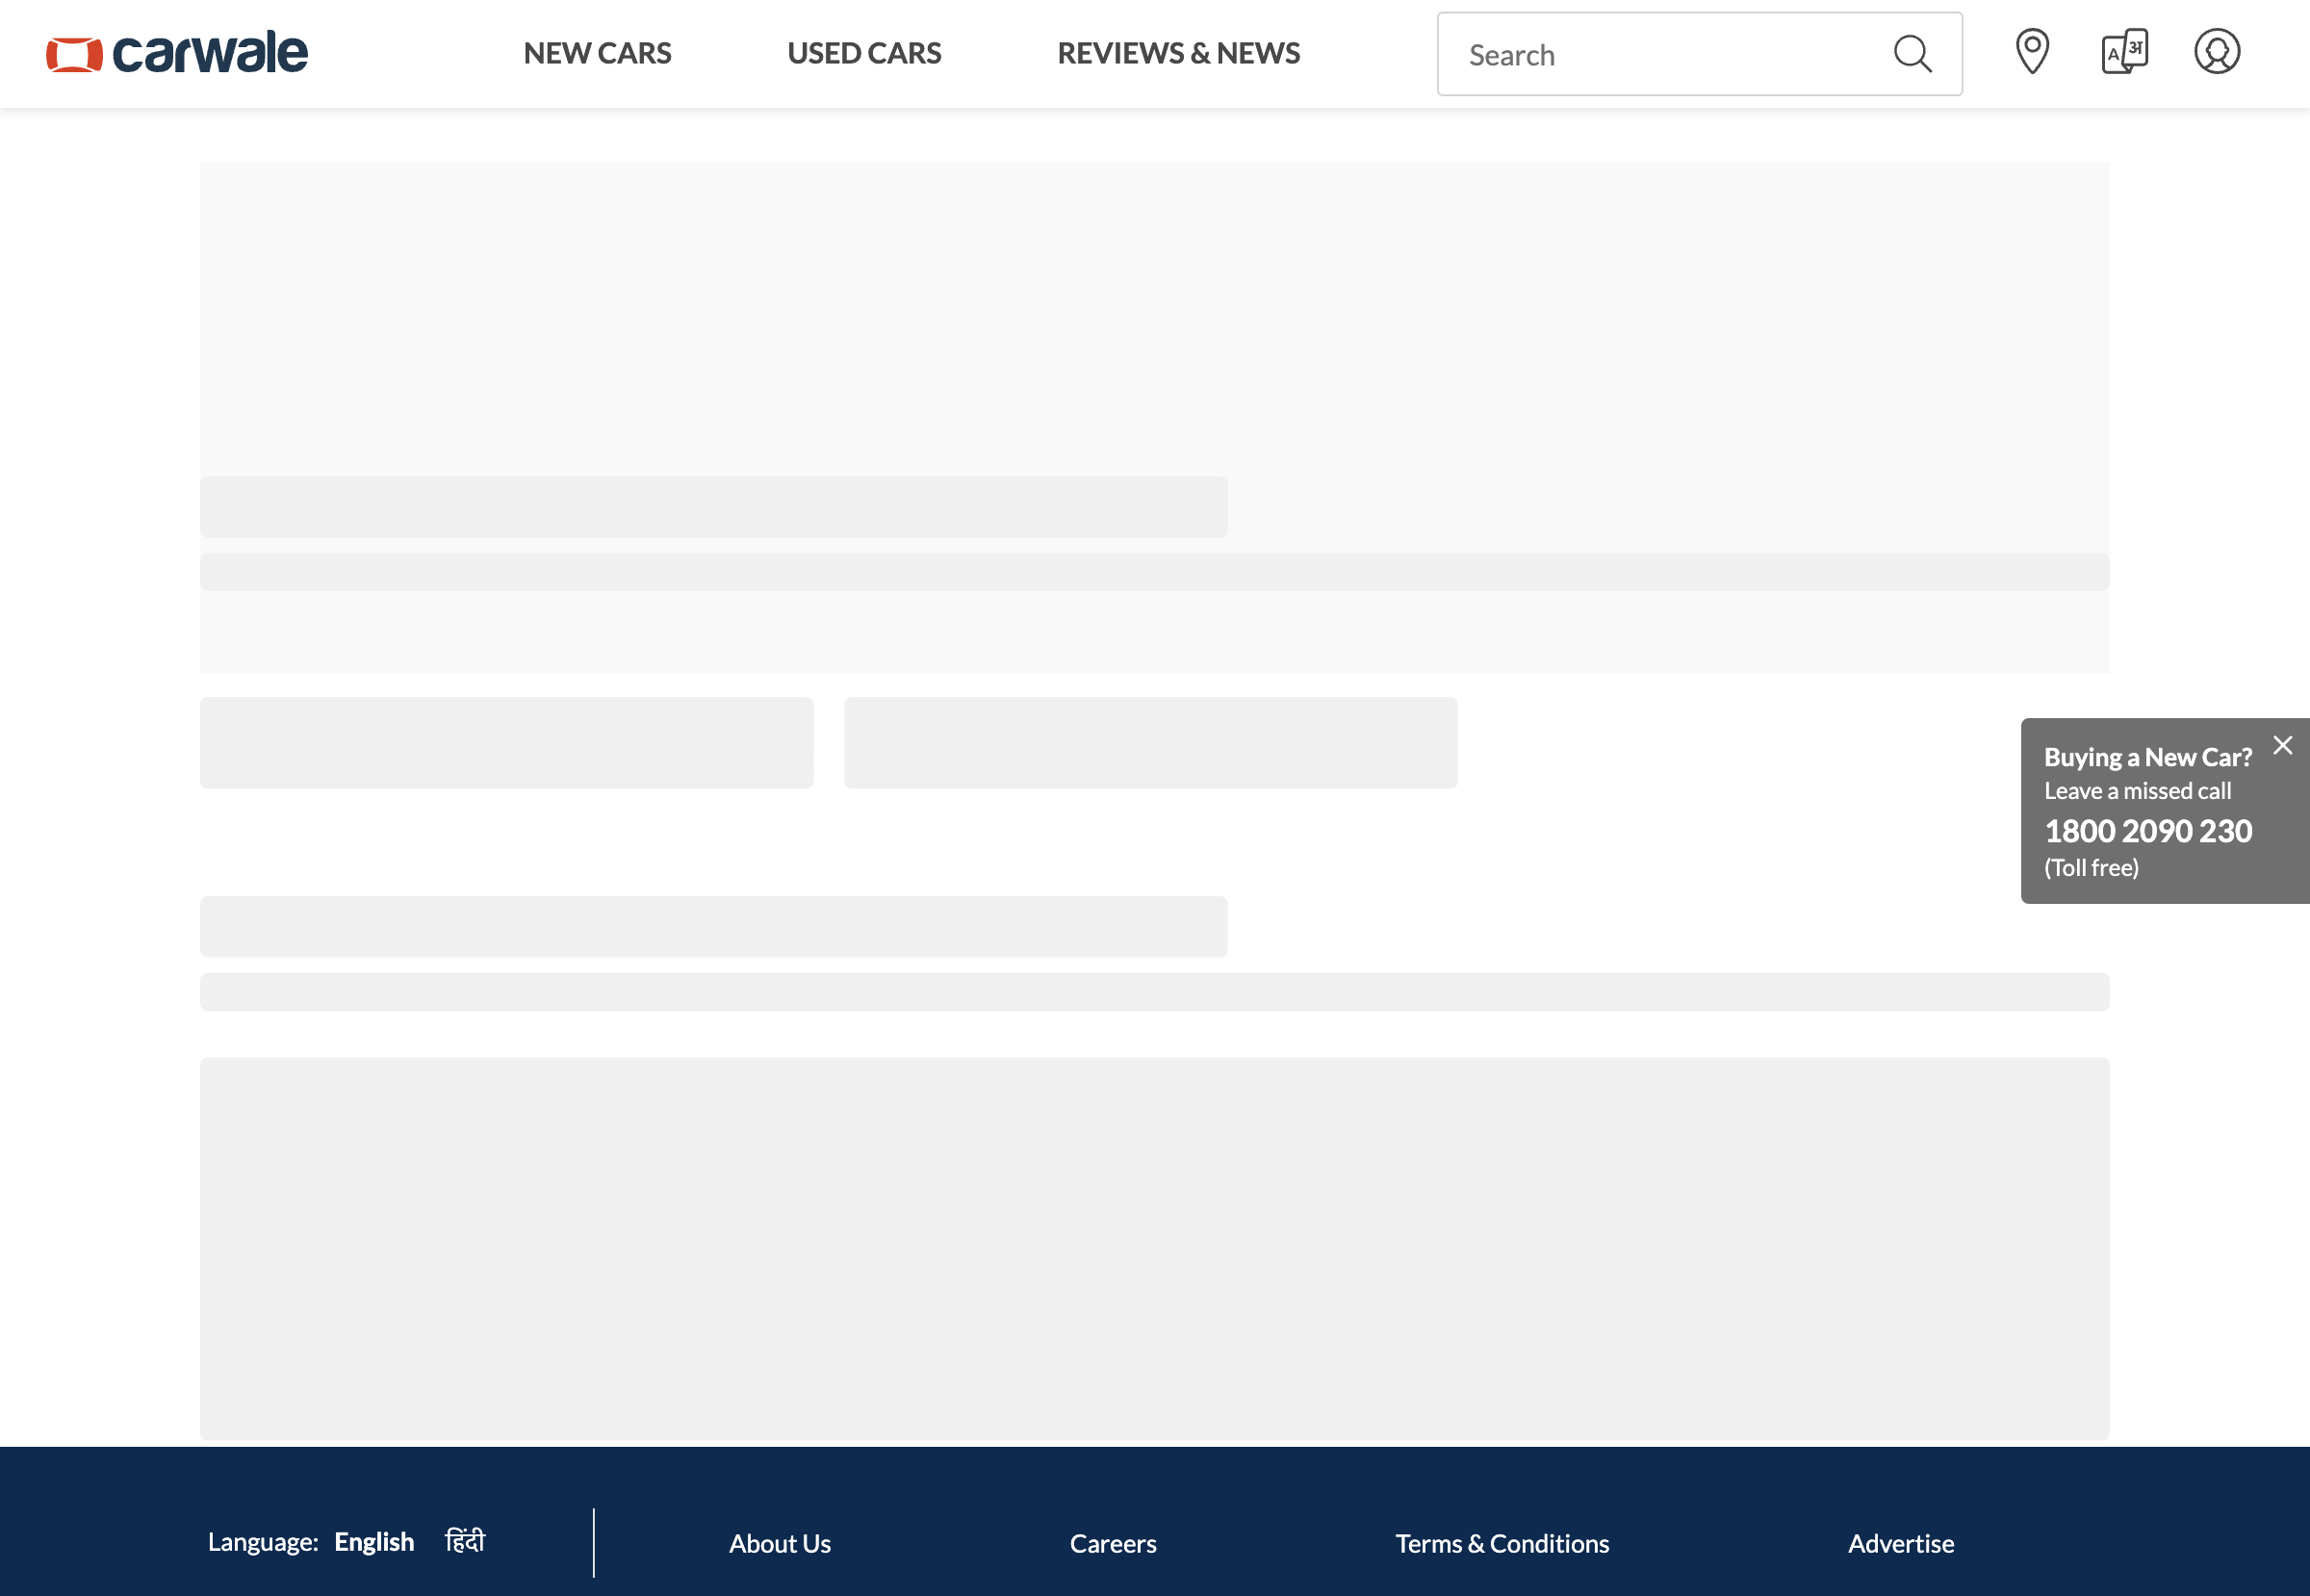 carwale
NEW CARS
USED CARS
REVIEWS & NEWS
Search
A अ
Buying a New Car?
Leave a missed call
1800 2090 230
(Toll free)
Language: English हिंदी
About Us
Careers
Terms & Conditions
Advertise